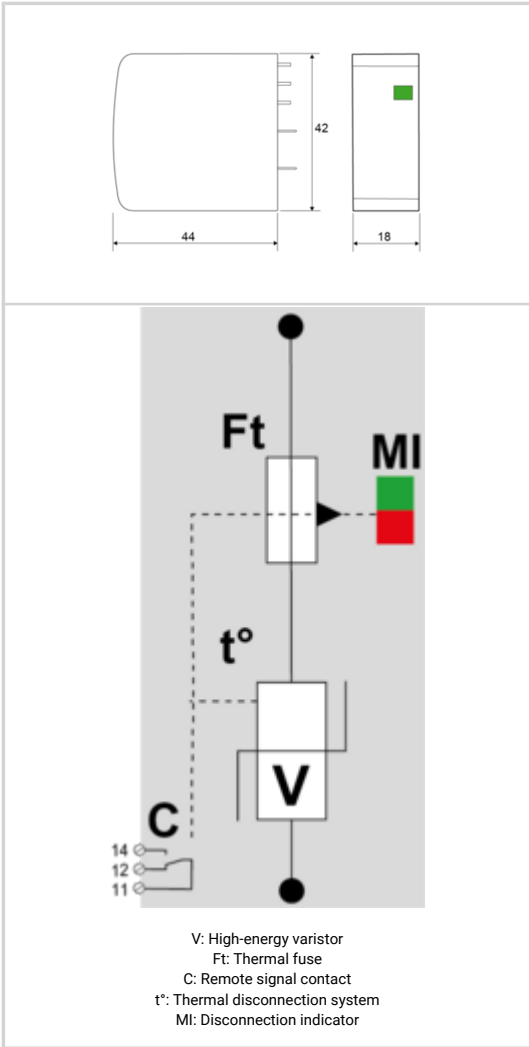 42
44
18
Ft
MI
t°
V
C
14
12
11
V: High-energy varistor
Ft: Thermal fuse
C: Remote signal contact
t°: Thermal disconnection system
MI: Disconnection indicator